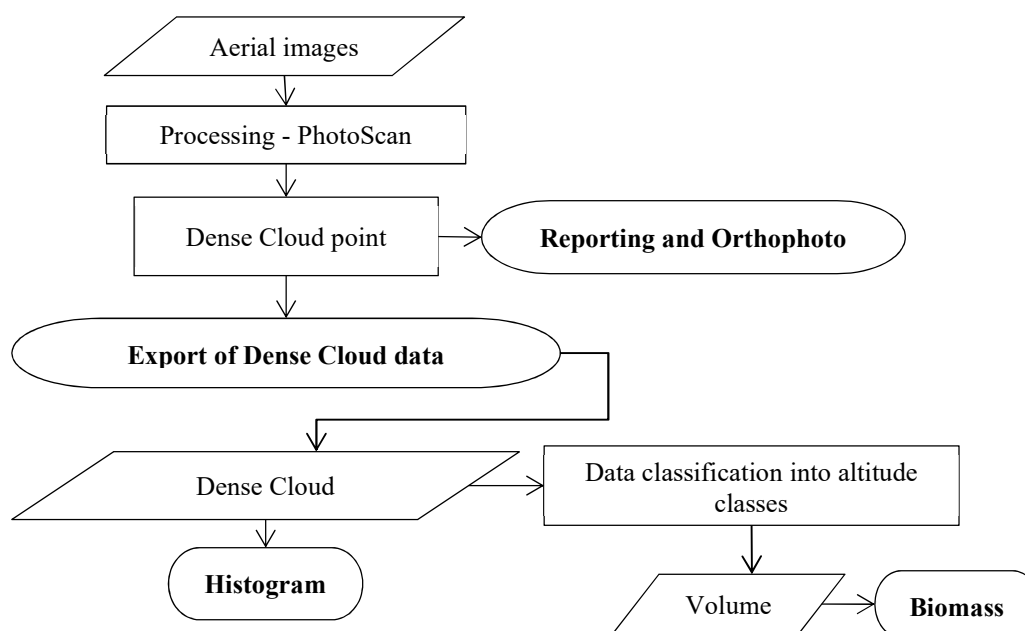 Aerial images
Processing - PhotoScan
Dense Cloud point
Reporting and Orthophoto
Export of Dense Cloud data
Dense Cloud
Data classification into altitude
classes
Histogram
Volume
Biomass